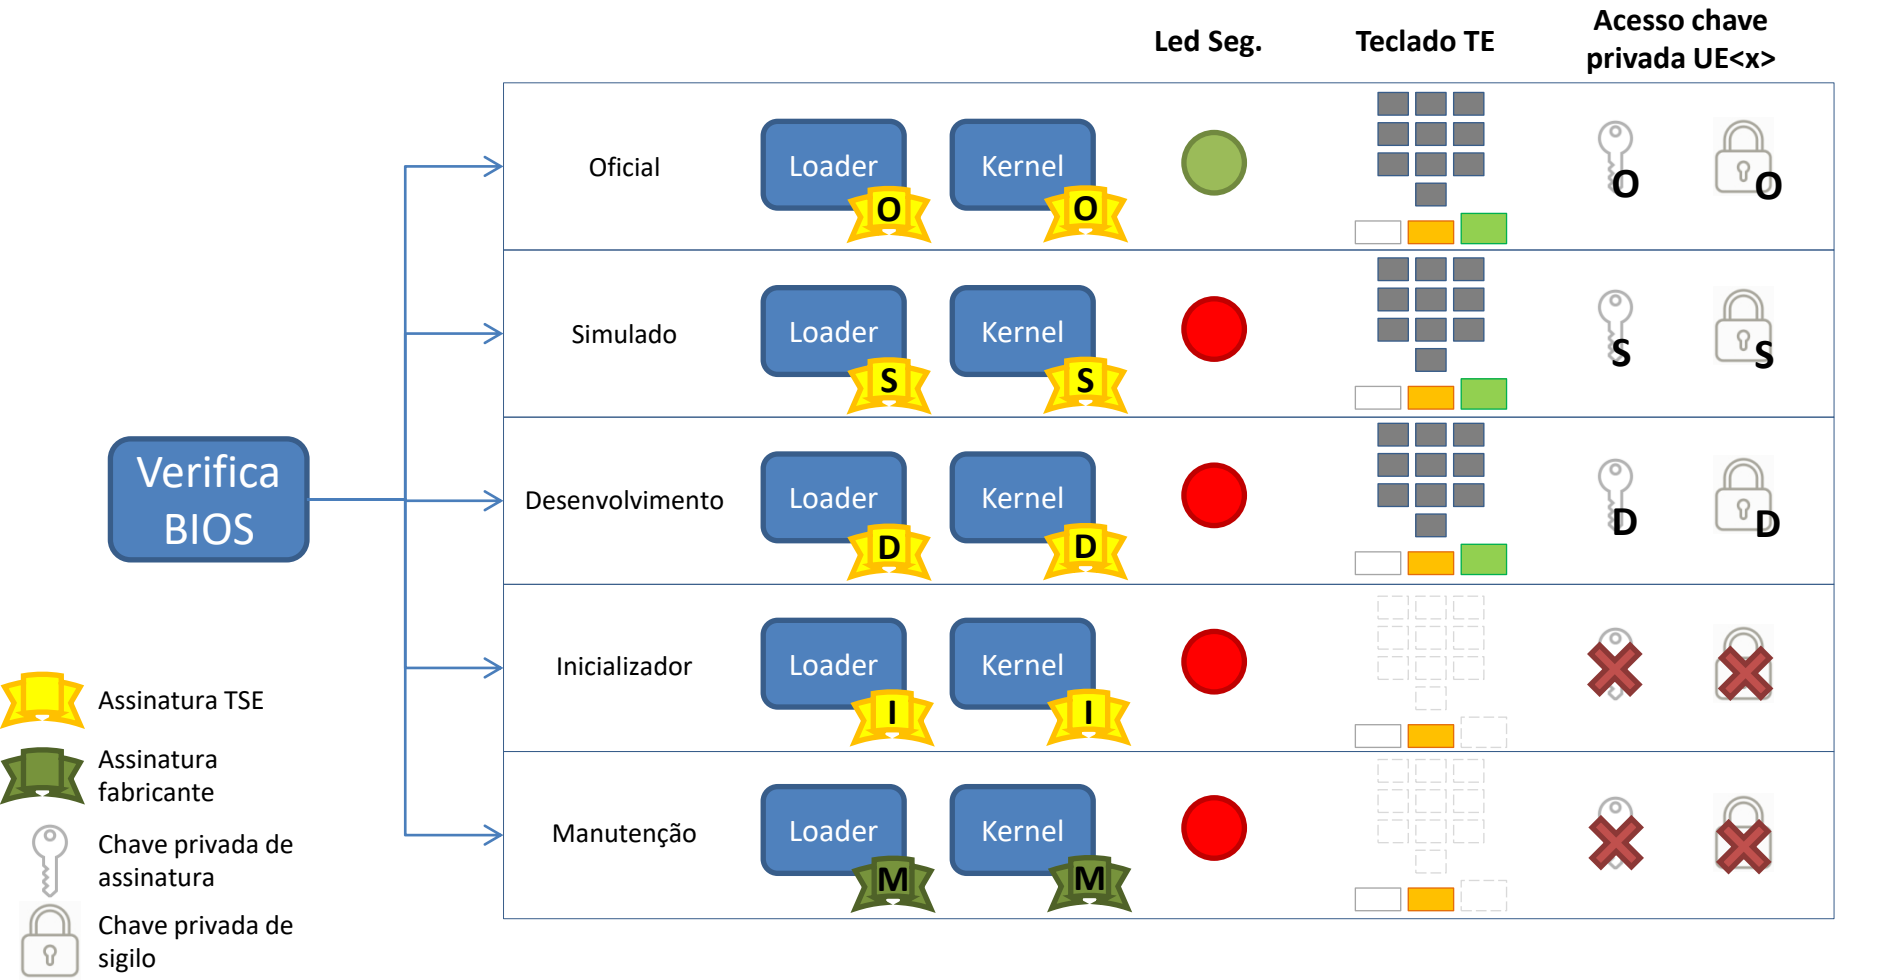 Led Seg.
Teclado TE
Acesso chave
privada UE<x>
Oficial
Loader
O
Kernel
O
O
O
Simulado
Loader
S
Kernel
S
S
S
Verifica
BIOS
Desenvolvimento
Loader
D
Kernel
D
D
D
Inicializador
Loader
I
Kernel
I
Manutenção
Loader
M
Kernel
M
Assinatura TSE
Assinatura
fabricante
Chave privada de
assinatura
Chave privada de
sigilo